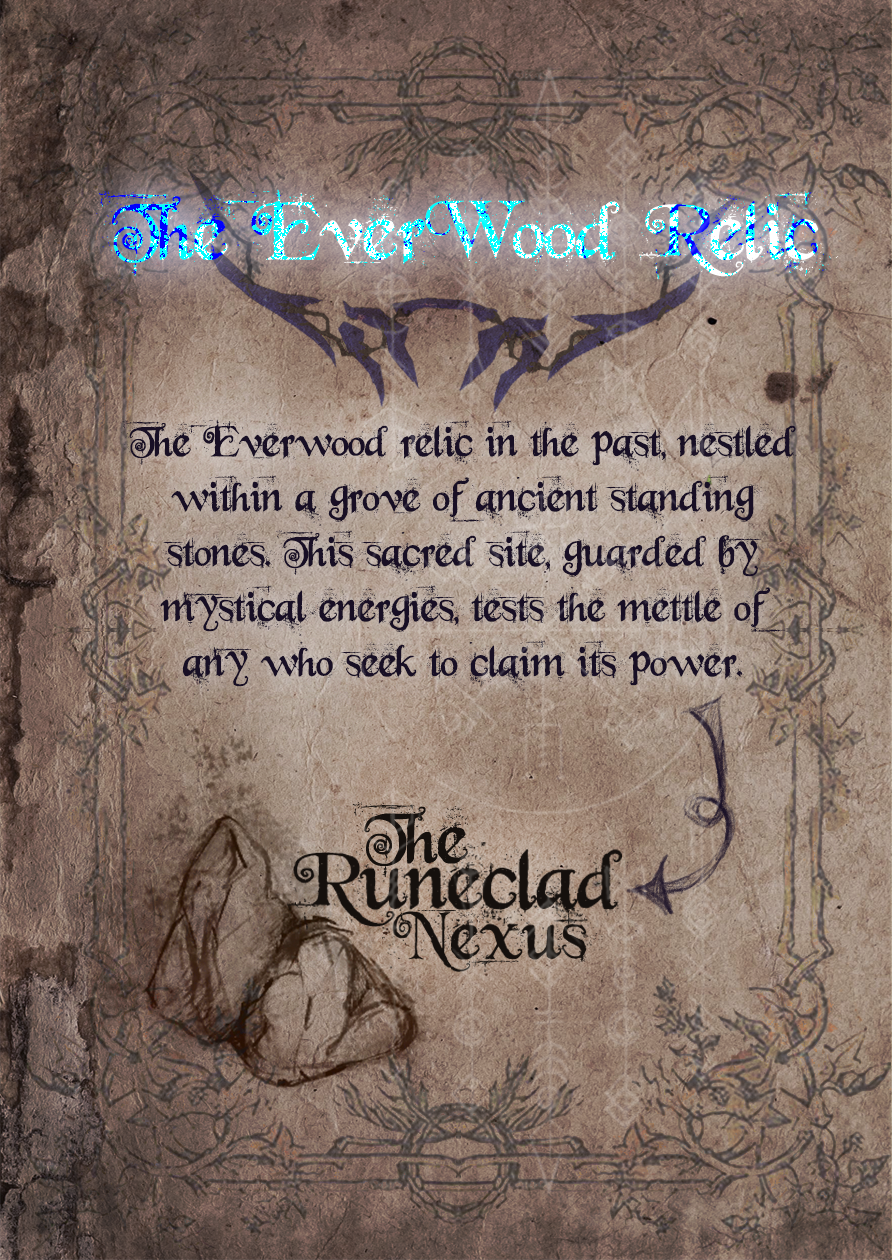 The EverWood Relic
The Everwood relic in the past, nestled
within a grove of ancient standing
stones. This sacred site, guarded by
mystical energies, tests the mettle of
any who seek to claim its power.
The
Runeclad
Nexus